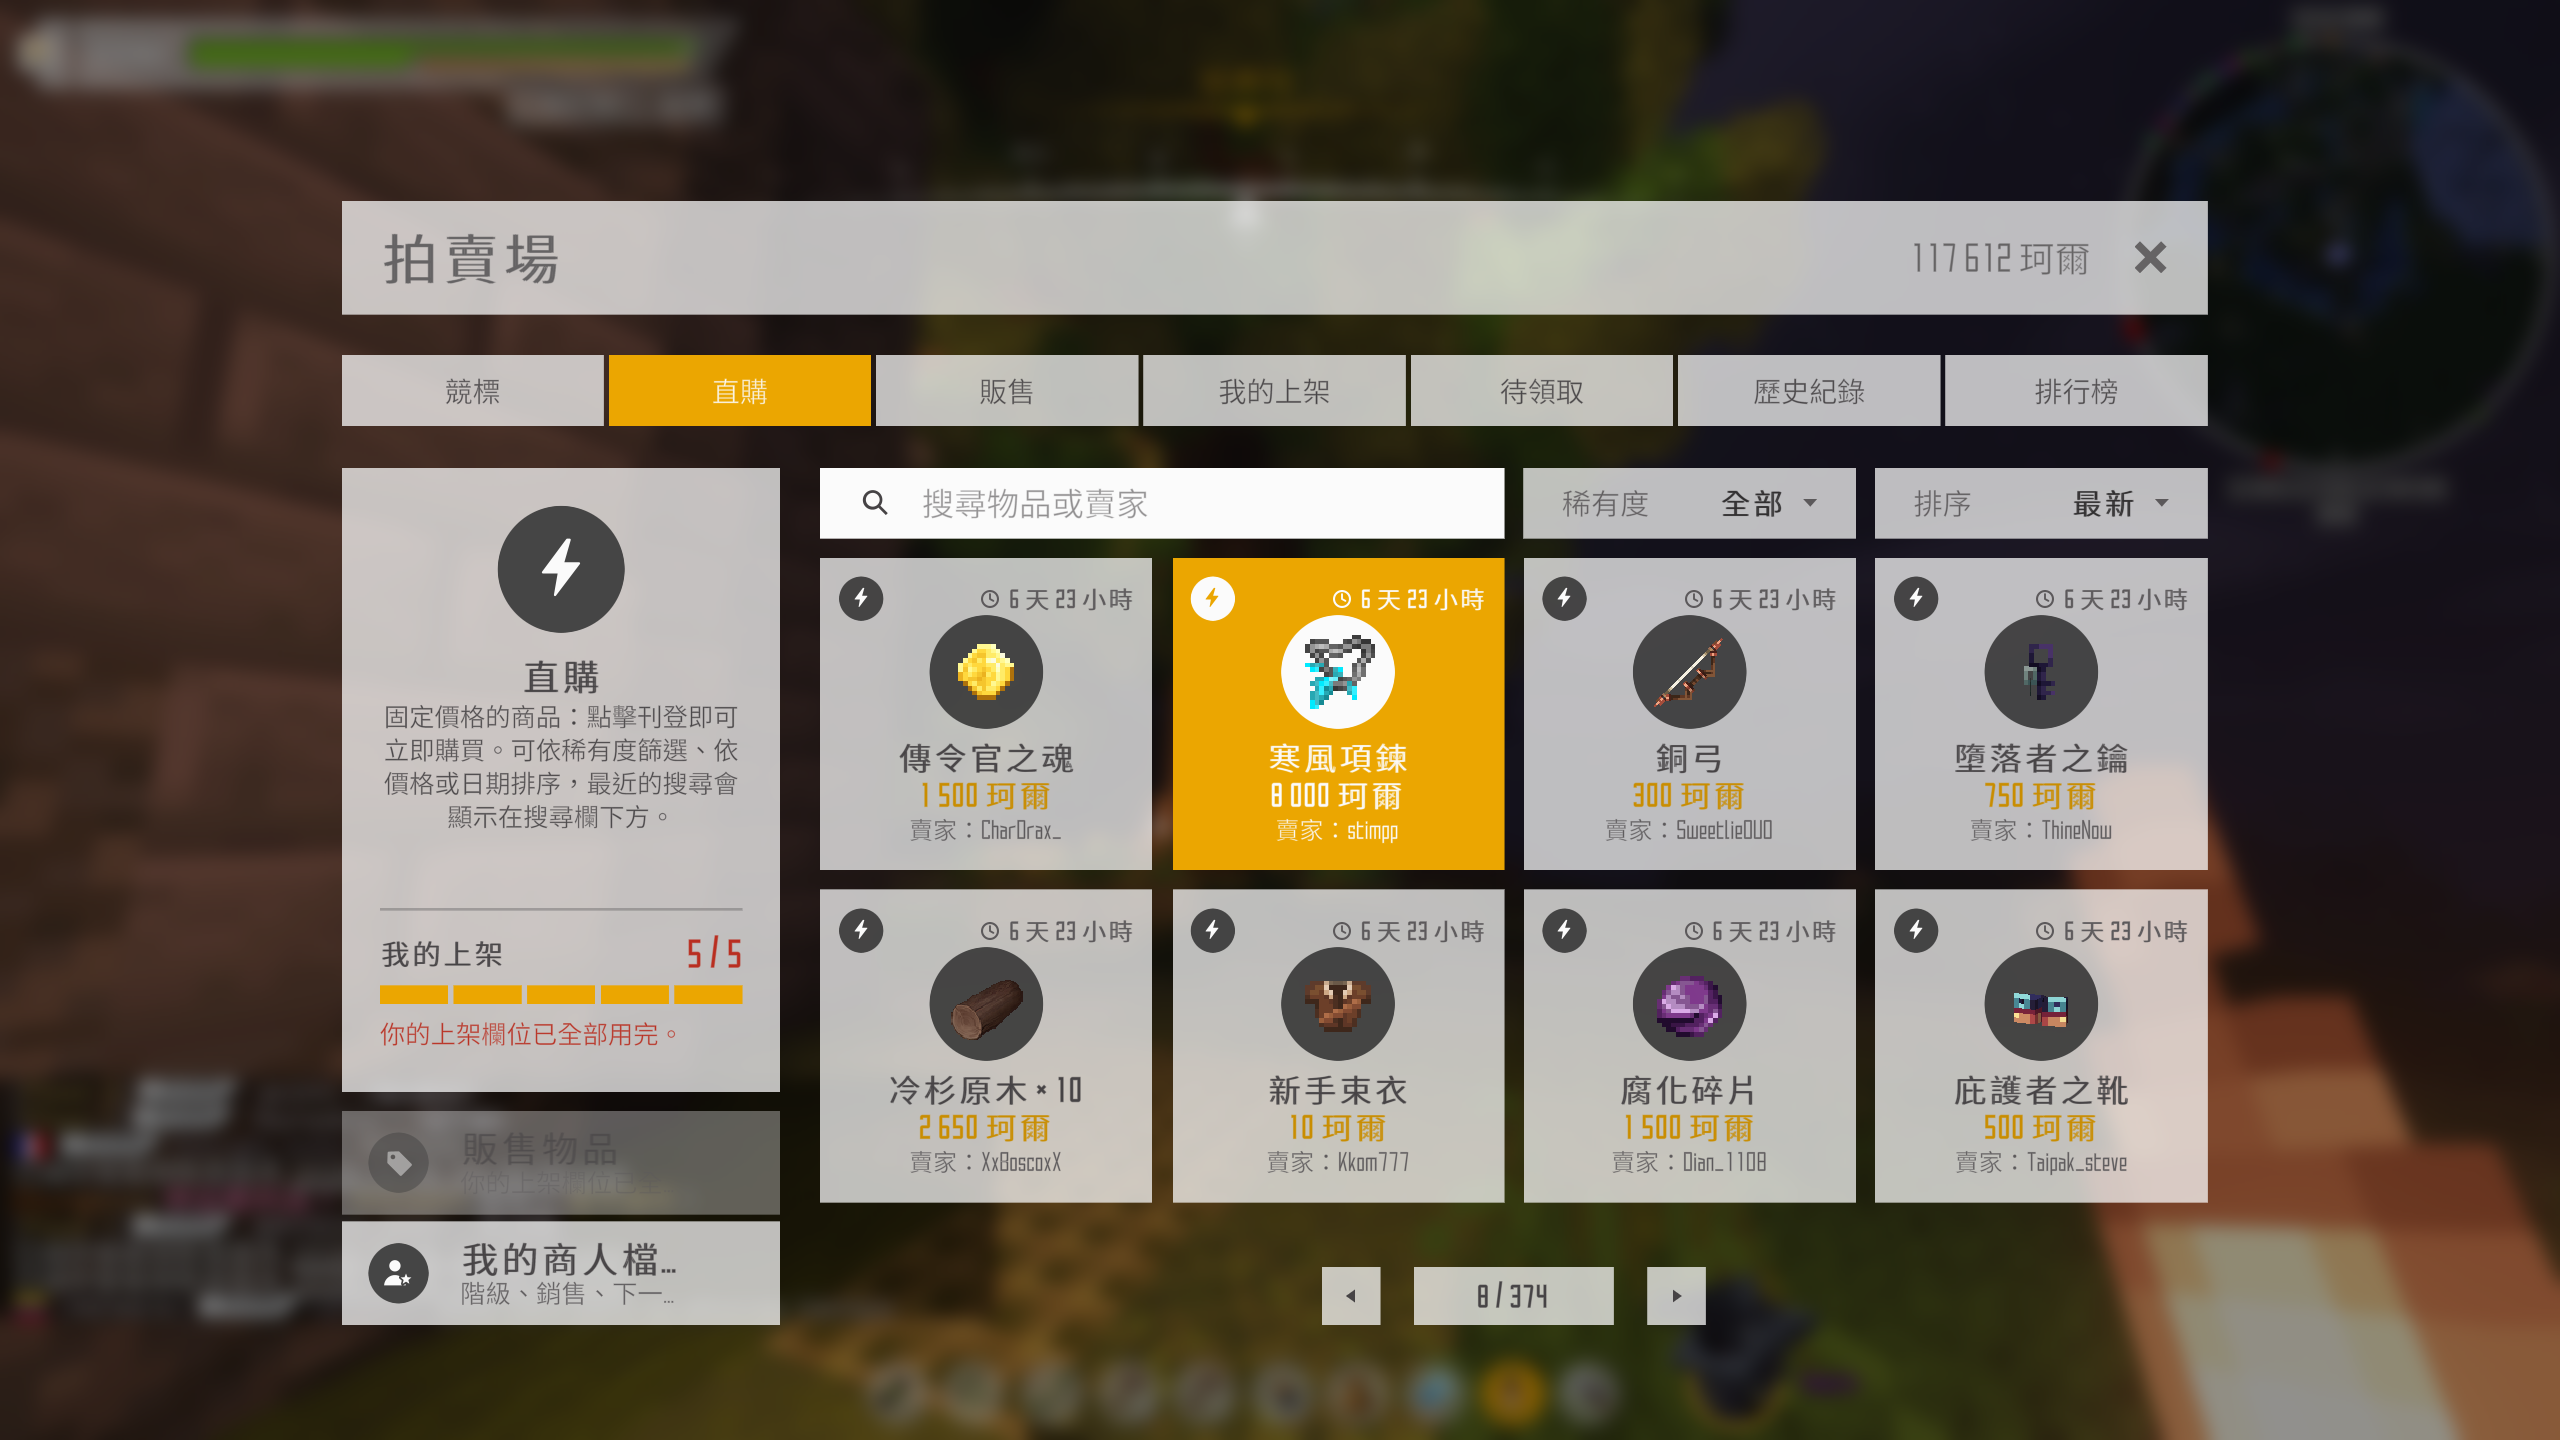 拍賣場
117 612 珂爾
競標
直購
販售
我的上架
待領取
歷史紀錄
排行榜
直購
固定價格的商品：點擊刊登即可
立即購買。可依稀有度篩選、依
價格或日期排序，最近的搜尋會
顯示在搜尋欄下方。
我的上架
5 / 5
你的上架欄位已全部用完。
販售物品
你的上架欄位已全
我的商人檔...
階級、銷售、下一...
搜尋物品或賣家
稀有度 全部
排序 最新
6 天 23 小時
傳令官之魂
1 500 珂爾
賣家：CharDrax_
6 天 23 小時
寒風項鍊
8 000 珂爾
賣家：stimpp
6 天 23 小時
銅弓
300 珂爾
賣家：SweetlieOUO
6 天 23 小時
墮落者之鑰
750 珂爾
賣家：ThineNow
6 天 23 小時
冷杉原木 × 10
2 650 珂爾
賣家：XxBoscoxX
6 天 23 小時
新手束衣
10 珂爾
賣家：Kkom777
6 天 23 小時
腐化碎片
1 500 珂爾
賣家：Dian_1108
6 天 23 小時
庇護者之靴
500 珂爾
賣家：Taipak_steve
8 / 374